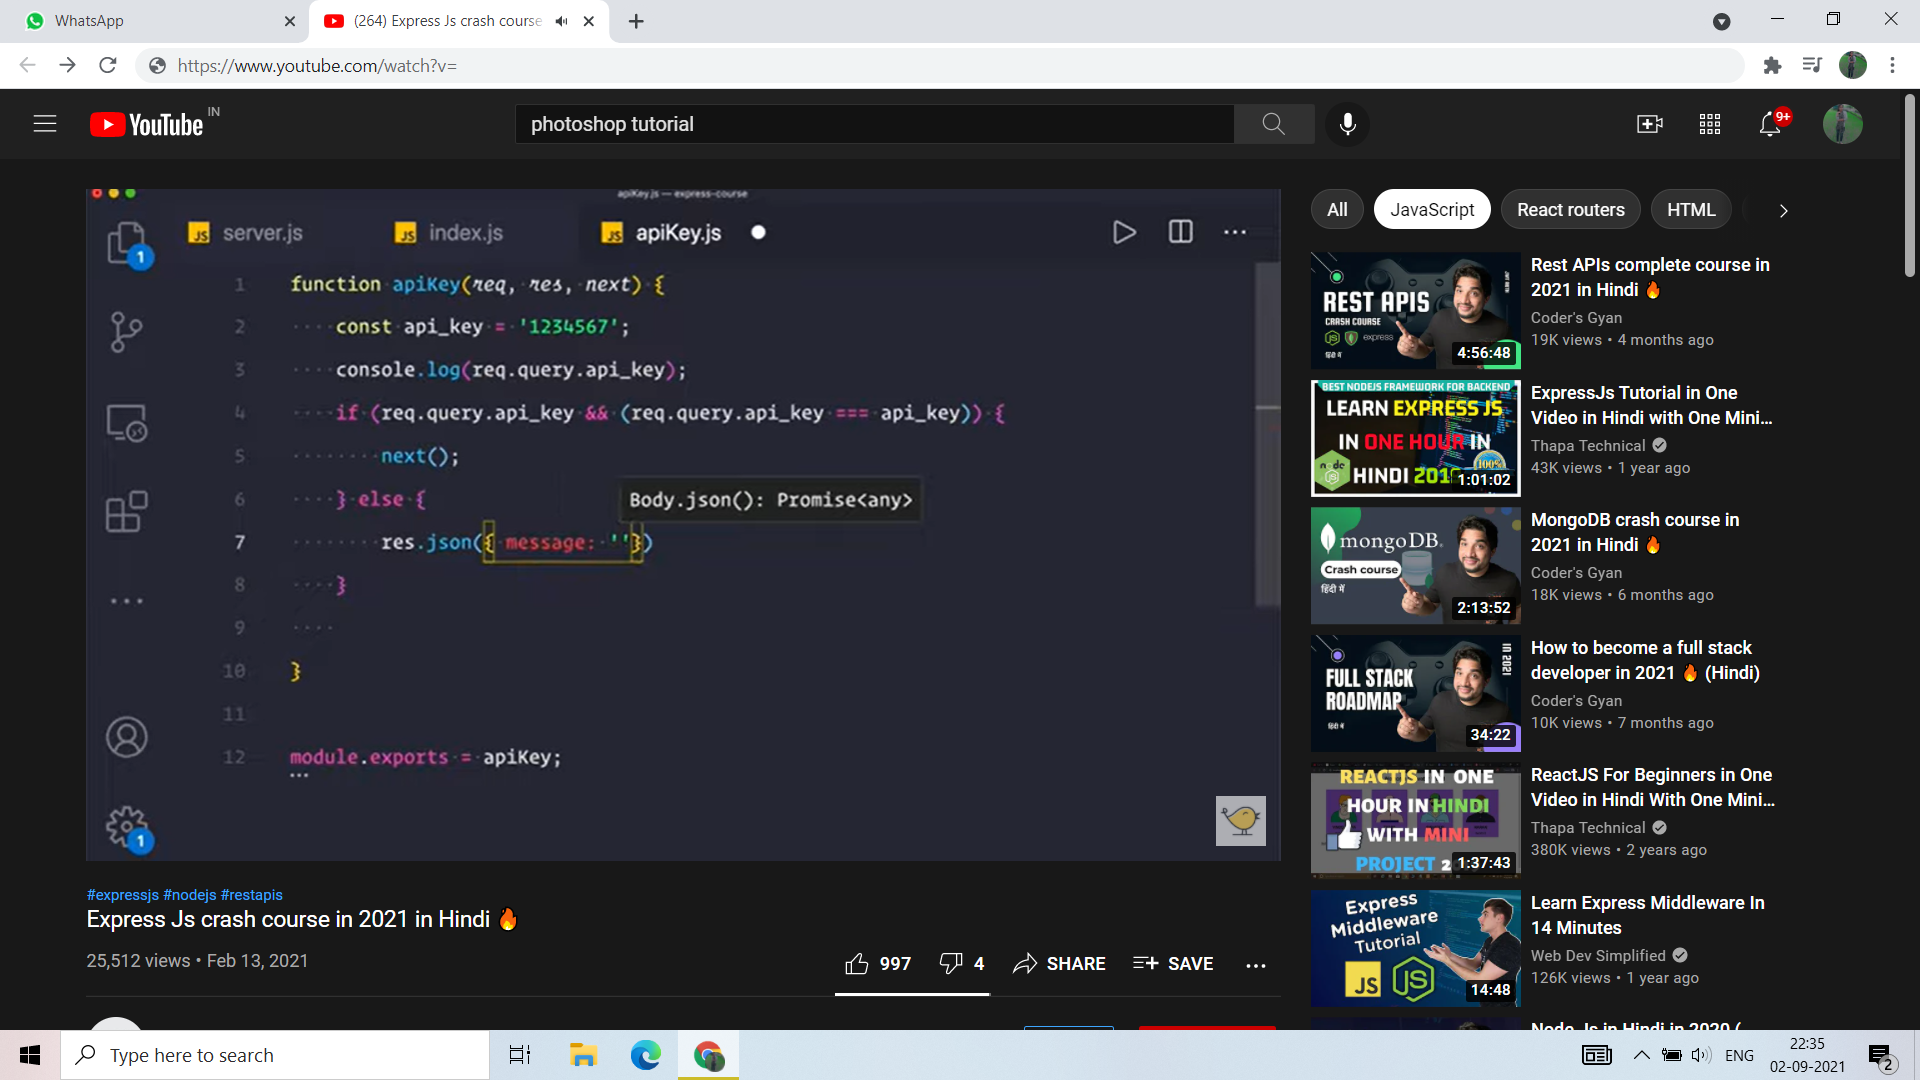 WhatsApp
(264) Express Js crash course
https://www.youtube.com/watch?v=
YouTube IN
photoshop tutorial
9+
apiKey.js — express-course
server.js
index.js
apiKey.js
1
1 function apiKey(req, res, next) {
2 const api_key = '1234567';
3 console.log(req.query.api_key);
4 if (req.query.api_key && (req.query.api_key === api_key)) {
5 next();
6 } else {
Body.json(): Promise<any>
7 res.json({ message: ''})
8 }
9
10 }
11
12 module.exports = apiKey;
1
#expressjs #nodejs #restapis
Express Js crash course in 2021 in Hindi
25,512 views • Feb 13, 2021
997
4
SHARE
SAVE
All
JavaScript
React routers
HTML
REST APIS
CRASH COURSE
express
4:56:48
Rest APIs complete course in
2021 in Hindi
Coder's Gyan
19K views • 4 months ago
BEST NODEJS FRAMEWORK FOR BACKEND
LEARN EXPRESS JS
IN ONE HOUR IN
HINDI
100%
node
1:01:02
ExpressJs Tutorial in One
Video in Hindi with One Mini...
Thapa Technical
43K views • 1 year ago
mongoDB.
Crash course
हिंदी में
2:13:52
MongoDB crash course in
2021 in Hindi
Coder's Gyan
18K views • 6 months ago
FULL STACK
ROADMAP
IN 2021
34:22
How to become a full stack
developer in 2021 (Hindi)
Coder's Gyan
10K views • 7 months ago
REACTJS IN ONE
HOUR IN HINDI
WITH MINI
PROJECT
1:37:43
ReactJS For Beginners in One
Video in Hindi With One Mini...
Thapa Technical
380K views • 2 years ago
Express
Middleware
Tutorial
JS
14:48
Learn Express Middleware In
14 Minutes
Web Dev Simplified
126K views • 1 year ago
Type here to search
ENG
22:35
02-09-2021
2